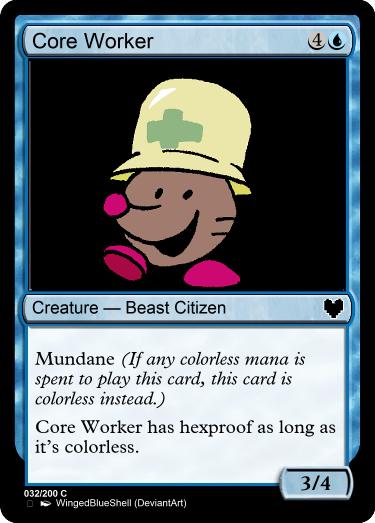 Core Worker 4
Creature — Beast Citizen
Mundane (If any colorless mana is
spent to play this card, this card is
colorless instead.)
Core Worker has hexproof as long as
it's colorless.
3/4
032/200 C
WingedBlueShell (DeviantArt)